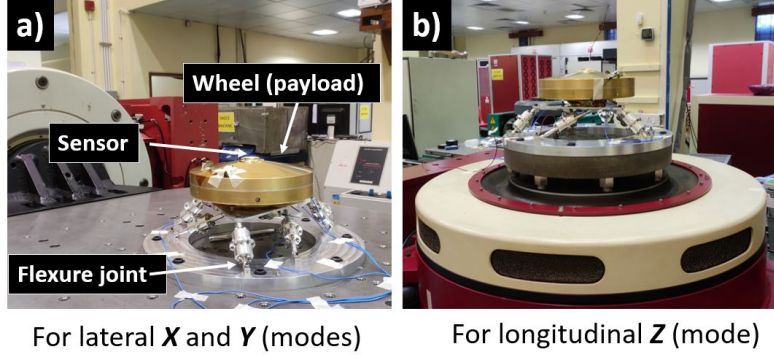 a)
Wheel (payload)
Sensor
Flexure joint
For lateral X and Y (modes)
b)
For longitudinal Z (mode)